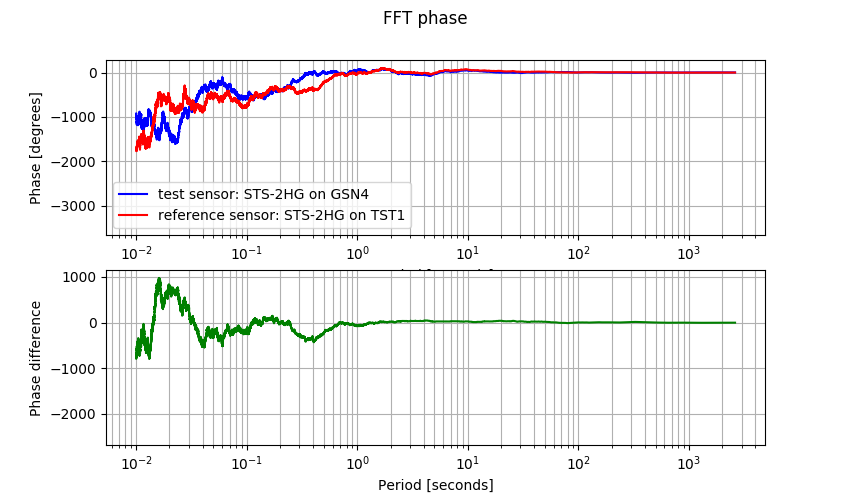 FFT phase
0
−1000
−2000
−3000
Phase [degrees]
test sensor: STS-2HG on GSN4
reference sensor: STS-2HG on TST1
10⁻² 10⁻¹ 10⁰ 10¹ 10² 10³
1000
0
−1000
−2000
Phase difference
10⁻² 10⁻¹ 10⁰ 10¹ 10² 10³
Period [seconds]